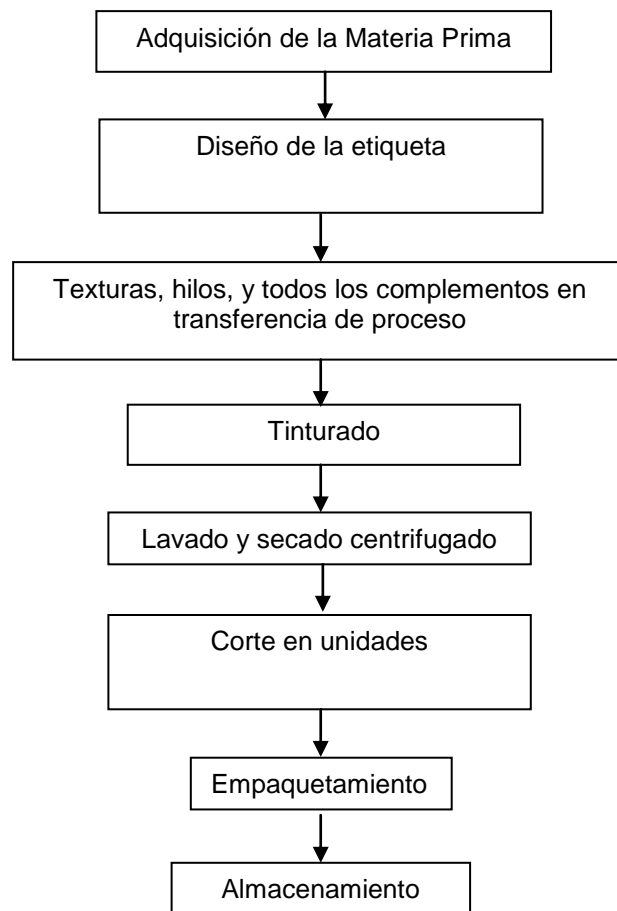 Adquisición de la Materia Prima
Diseño de la etiqueta
Texturas, hilos, y todos los complementos en
transferencia de proceso
Tinturado
Lavado y secado centrifugado
Corte en unidades
Empaquetamiento
Almacenamiento